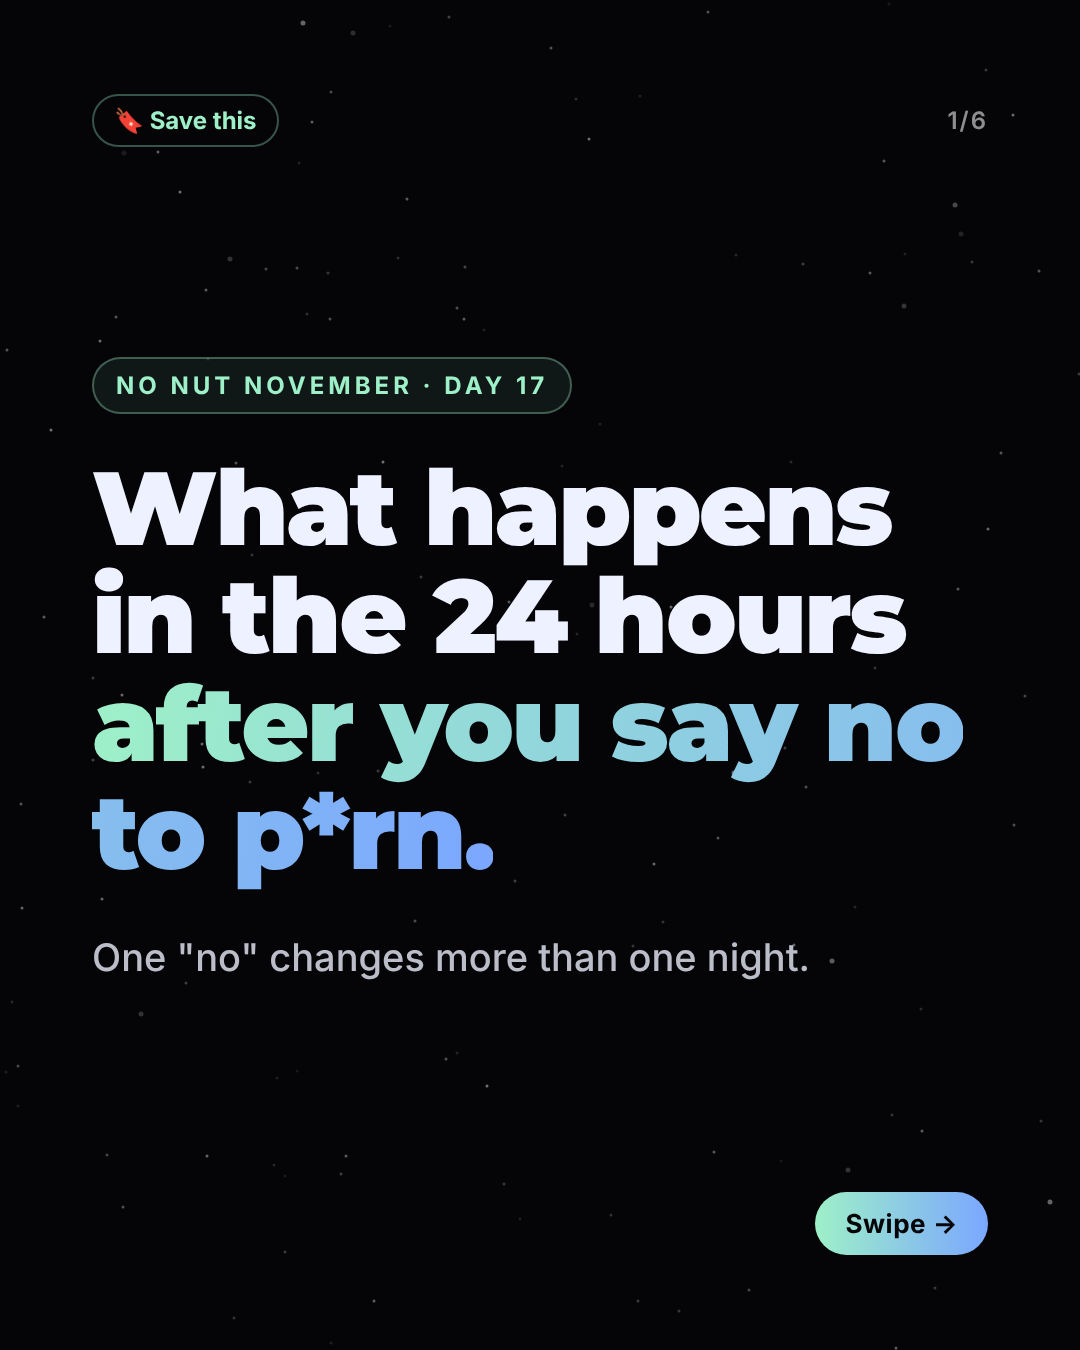 🔖 Save this
1/6
NO NUT NOVEMBER · DAY 17
What happens
in the 24 hours
after you say no
to p*rn.
One "no" changes more than one night.
Swipe →